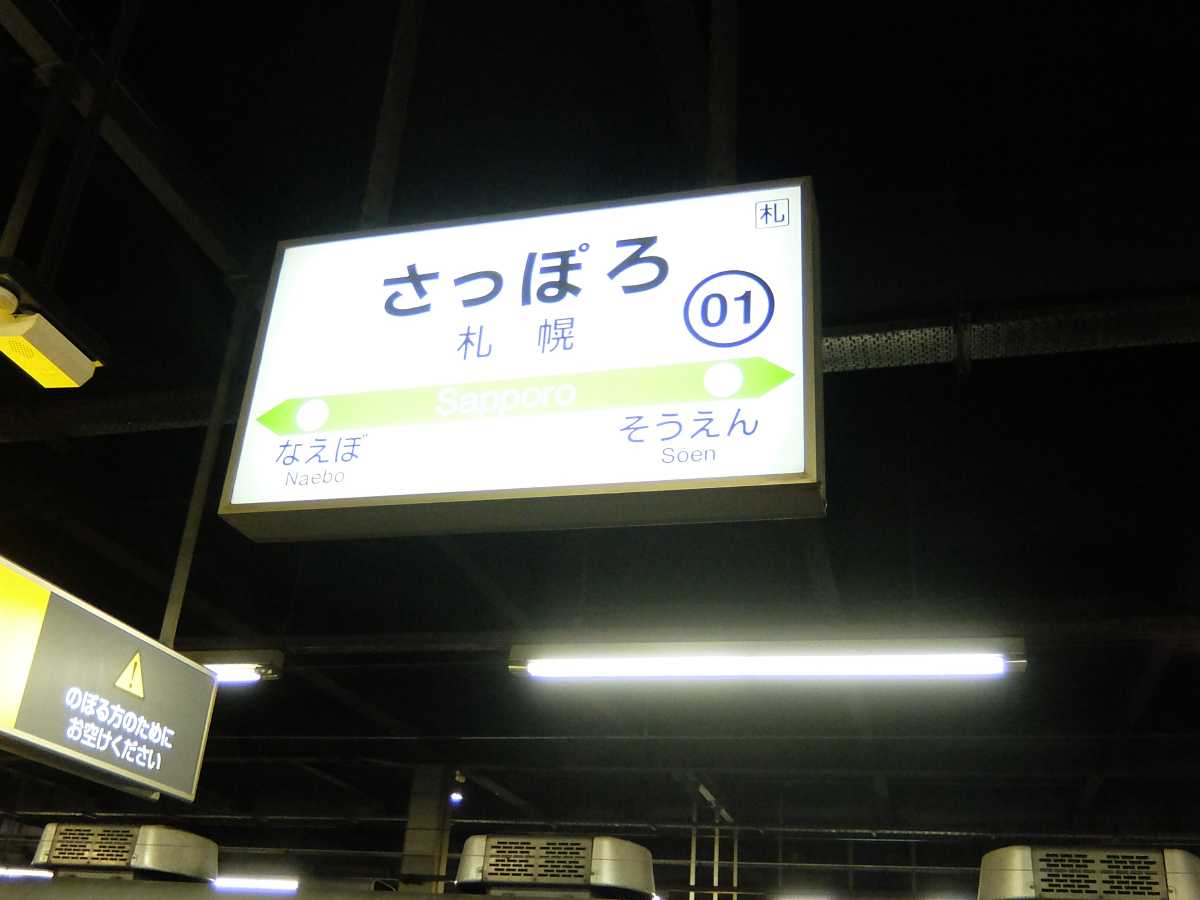 札
さっぽろ
01
札幌
Sapporo
なえぼ
Naebo
そうえん
Sōen
のぼる方のために
お空けください